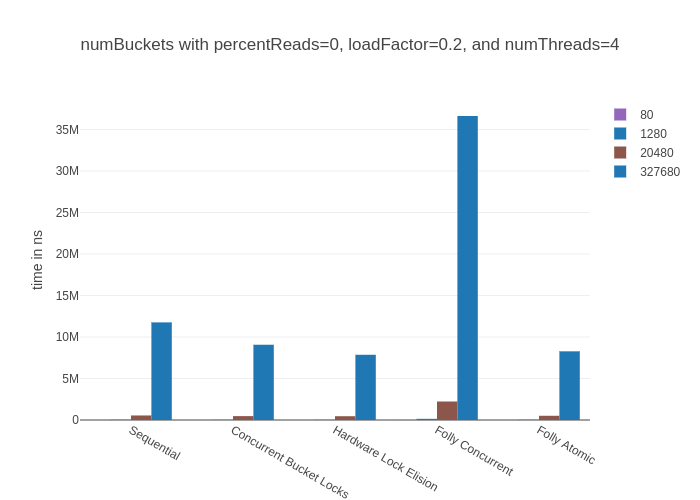 numBuckets with percentReads=0, loadFactor=0.2, and numThreads=4
80
1280
20480
327680
time in ns
35M
30M
25M
20M
15M
10M
5M
0
Sequential
Concurrent Bucket Locks
Hardware Lock Elision
Folly Concurrent
Folly Atomic